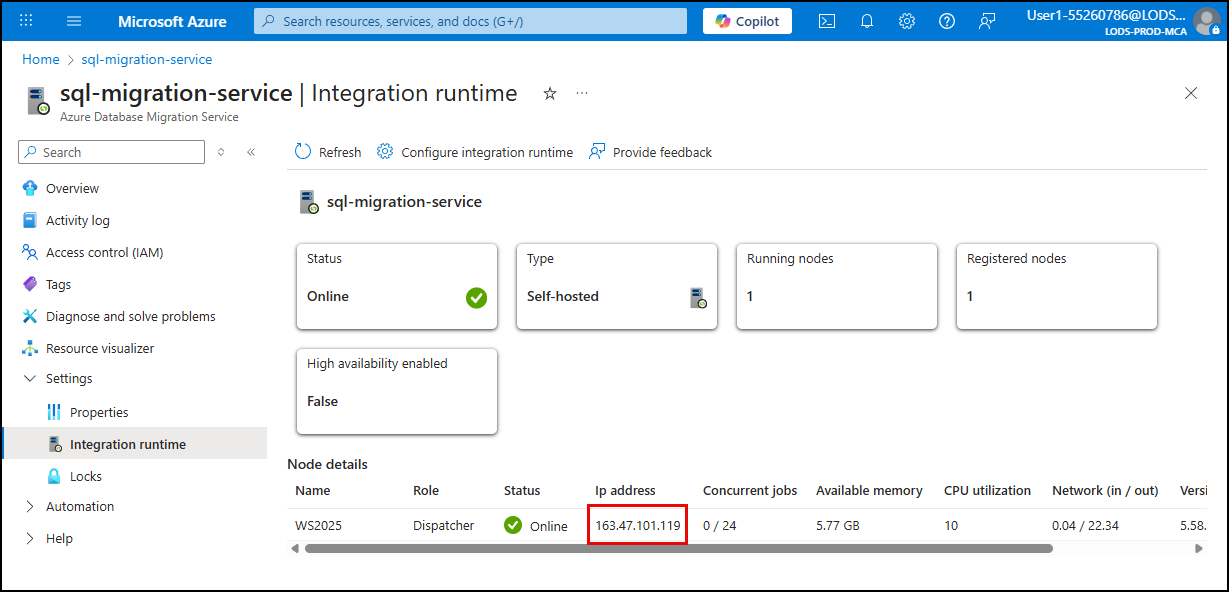 Microsoft Azure
Search resources, services, and docs (G+/)
Copilot
User1-55260786@LODS...
LODS-PROD-MCA
Home > sql-migration-service
sql-migration-service | Integration runtime
Azure Database Migration Service
Search
Refresh
Configure integration runtime
Provide feedback
Overview
Activity log
Access control (IAM)
Tags
Diagnose and solve problems
Resource visualizer
Settings
Properties
Integration runtime
Locks
Automation
Help
sql-migration-service
Status
Online
Type
Self-hosted
Running nodes
1
Registered nodes
1
High availability enabled
False
Node details
Name Role Status Ip address Concurrent jobs Available memory CPU utilization Network (in / out) Versi
WS2025 Dispatcher Online 163.47.101.119 0 / 24 5.77 GB 10 0.04 / 22.34 5.58.